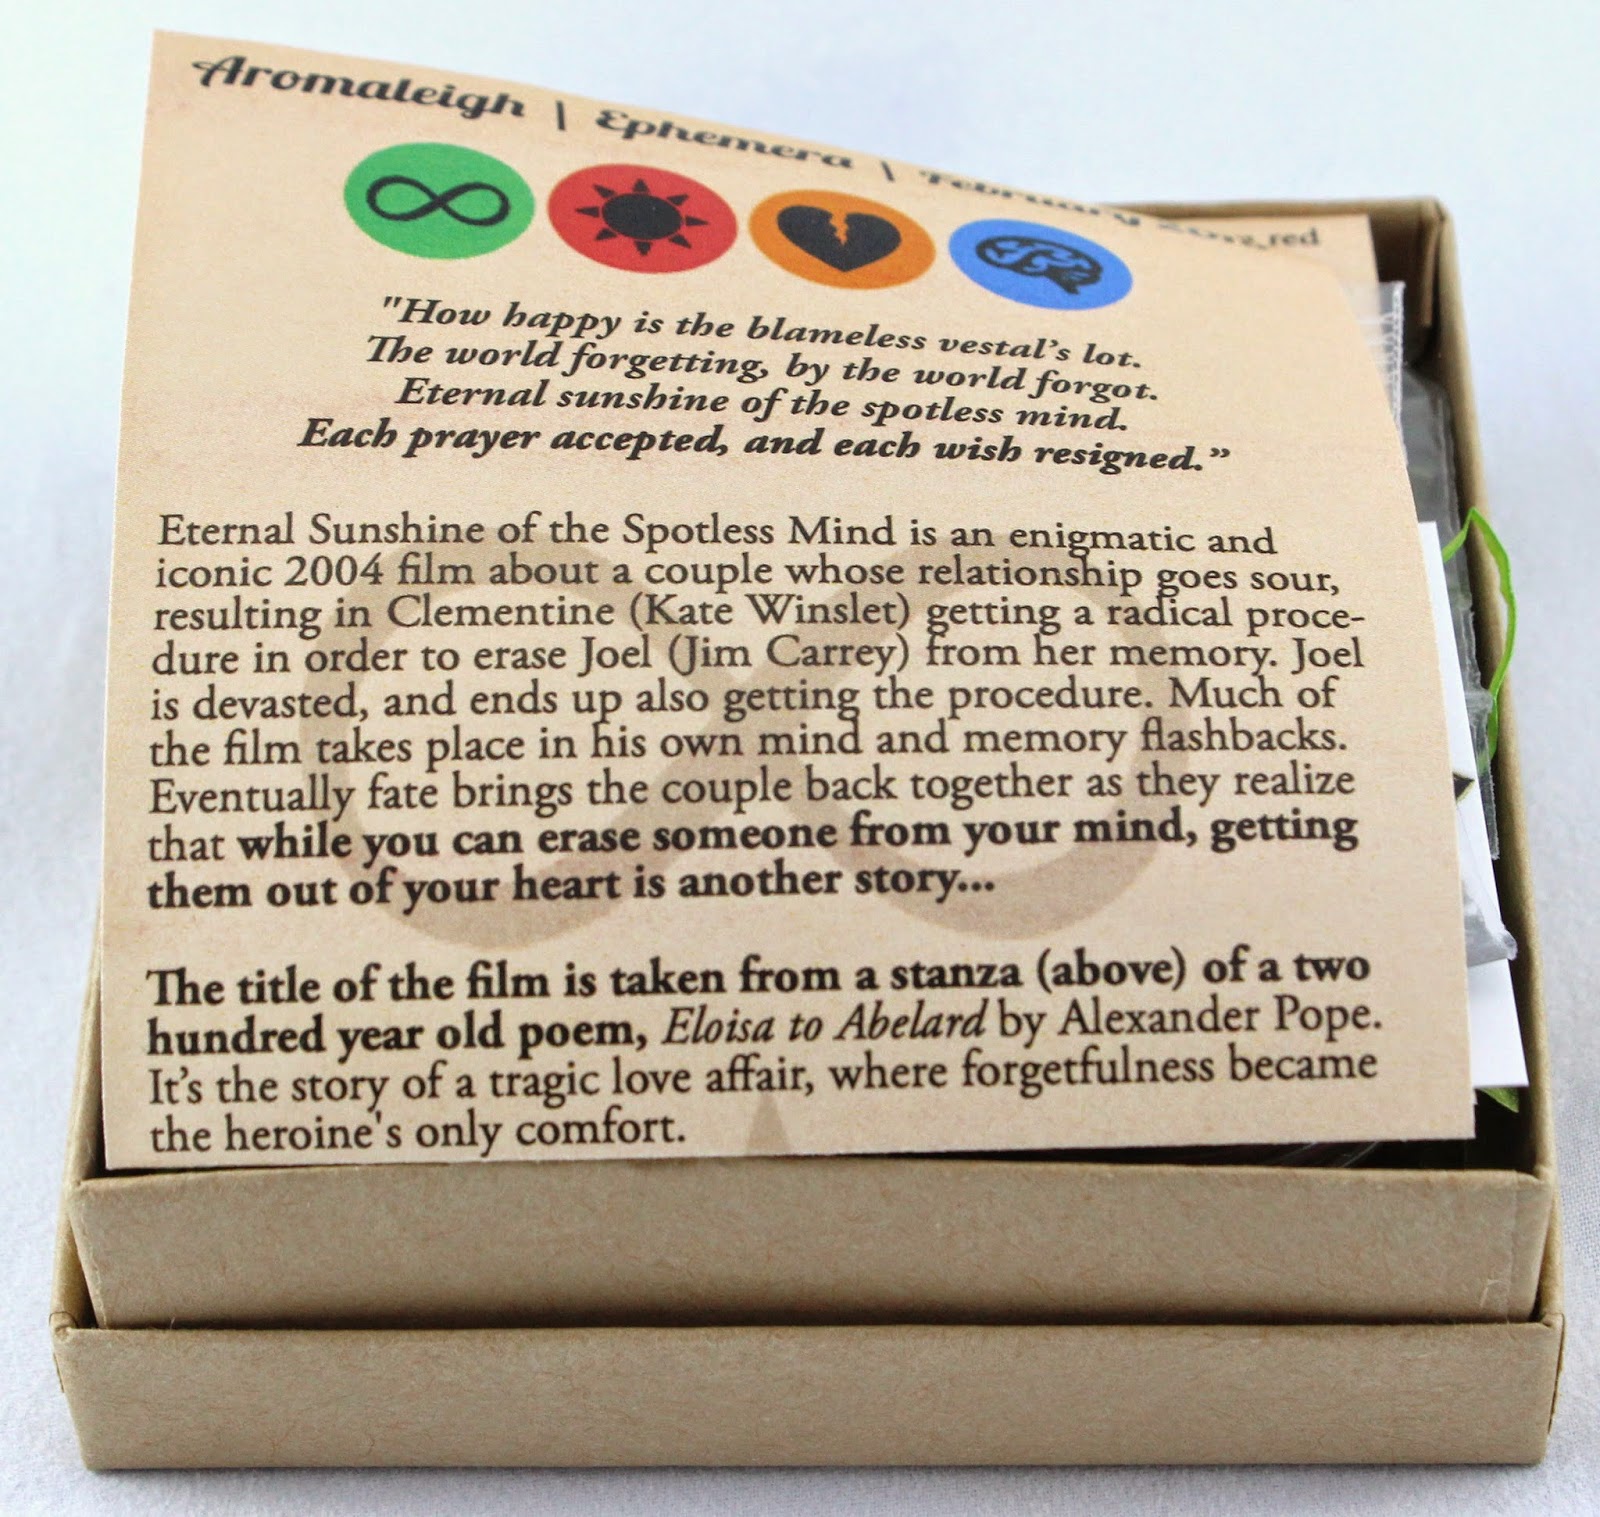 Aromaleigh | Ephemera | February
red
"How happy is the blameless vestal's lot.
The world forgetting, by the world forgot.
Eternal sunshine of the spotless mind.
Each prayer accepted, and each wish resigned.”
Eternal Sunshine of the Spotless Mind is an enigmatic and
iconic 2004 film about a couple whose relationship goes sour,
resulting in Clementine (Kate Winslet) getting a radical proce-
dure in order to erase Joel (Jim Carrey) from her memory. Joel
is devasted, and ends up also getting the procedure. Much of
the film takes place in his own mind and memory flashbacks.
Eventually fate brings the couple back together as they realize
that while you can erase someone from your mind, getting
them out of your heart is another story...
The title of the film is taken from a stanza (above) of a two
hundred year old poem, Eloisa to Abelard by Alexander Pope.
It’s the story of a tragic love affair, where forgetfulness became
the heroine's only comfort.